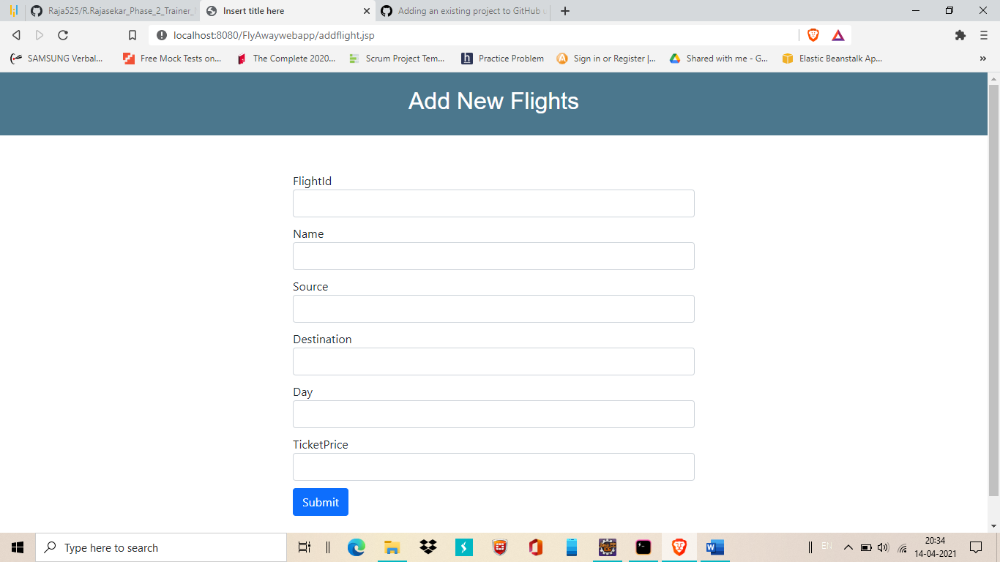 Raja525/R.Rajasekar_Phase_2_Trainer_
Insert title here
Adding an existing project to GitHub u
localhost:8080/FlyAwaywebapp/addflight.jsp
SAMSUNG Verbal...
Free Mock Tests on...
The Complete 2020...
Scrum Project Tem...
h
Practice Problem
Sign in or Register |...
Shared with me - G...
Elastic Beanstalk Ap...
Add New Flights
FlightId
Name
Source
Destination
Day
TicketPrice
Submit
Type here to search
EN
20:34
14-04-2021